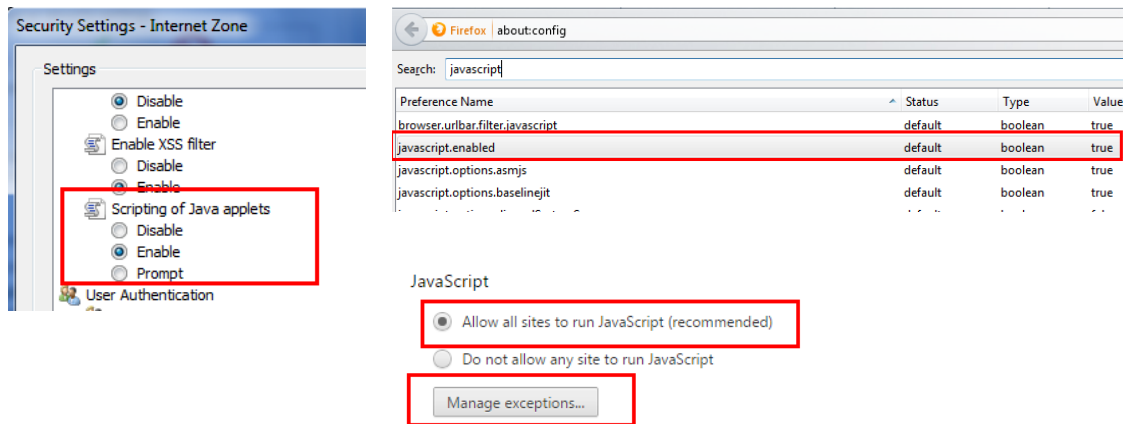 Security Settings - Internet Zone
Settings
Disable
Enable
Enable XSS filter
Disable
Enable
Scripting of Java applets
Disable
Enable
Prompt
User Authentication
Firefox about:config
Search: javascript
Preference Name Status Type Value
browser.urlbar.filter.javascript default boolean true
javascript.enabled default boolean true
javascript.options.asmjs default boolean true
javascript.options.baselinejit default boolean true
JavaScript
Allow all sites to run JavaScript (recommended)
Do not allow any site to run JavaScript
Manage exceptions...